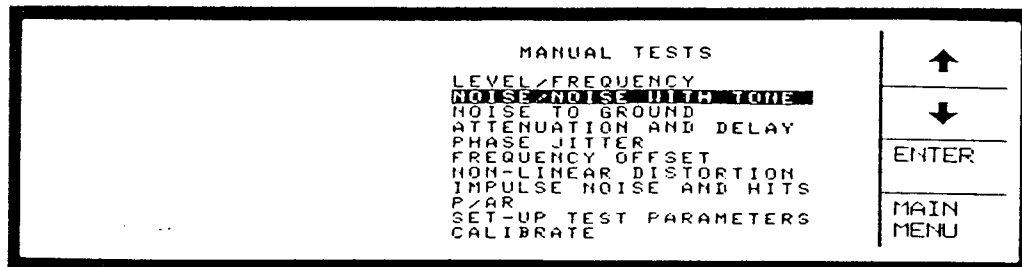 MANUAL TESTS
LEVEL/FREQUENCY
NOISE/NOISE WITH TONE
NOISE TO GROUND
ATTENUATION AND DELAY
PHASE JITTER
FREQUENCY OFFSET
NON-LINEAR DISTORTION
IMPULSE NOISE AND HITS
P/AR
SET-UP TEST PARAMETERS
CALIBRATE
ENTER
MAIN
MENU